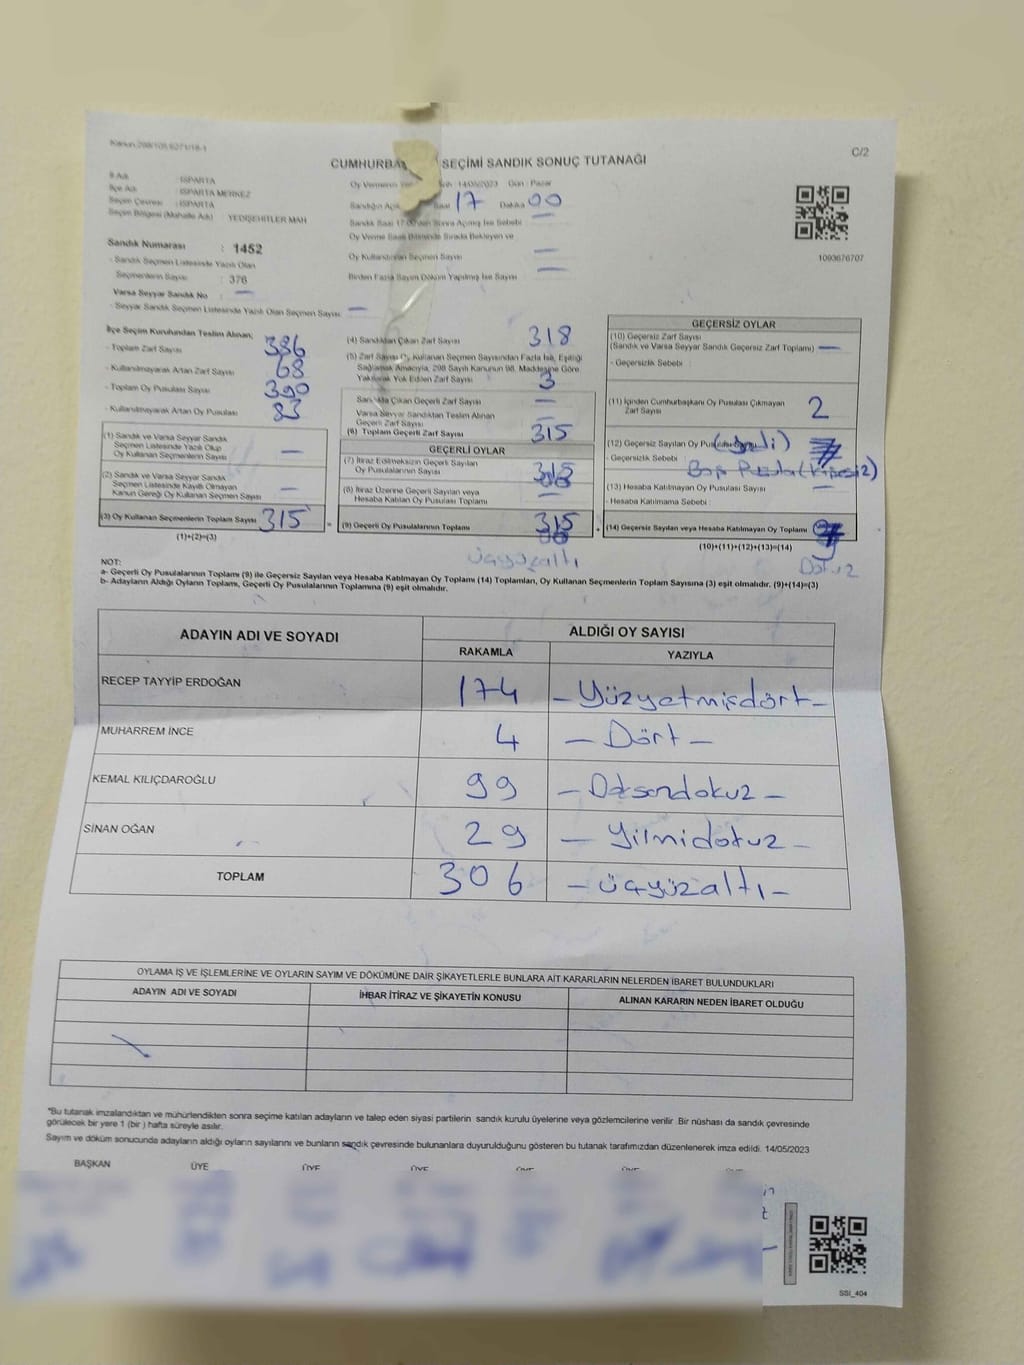 C/2
CUMHURBA SEÇİMİ SANDIK SONUÇ TUTANAĞI
İl Adı : ISPARTA
İlçe Adı : ISPARTA MERKEZ
Seçim Çevresi : ISPARTA
Seçim Bölgesi (Mahalle Adı) YEDİŞEHİTLER MAH
Sandık Numarası : 1452
- Sandık Seçmen Listesinde Yazılı Olan
Seçmenlerin Sayısı : 376
Varsa Seyyar Sandık No —
- Seyyar Sandık Seçmen Listesinde Yazılı Olan Seçmen Sayısı —
14/05/2023 Gün : Pazar
Saat 17 Dakika 00
Sandık Saat 17:00'den Sonra Açılmış İse Sebebi —
Oy Verme Saati Bitiminde Sırada Bekleyen ve
Oy Kullandırılan Seçmen Sayısı —
Birden Fazla Sayım Döküm Yapılmış İse Sayısı —
1093676707
İlçe Seçim Kurulundan Teslim Alınan;
- Toplam Zarf Sayısı 386
- Kullanılmayarak Artan Zarf Sayısı 68
- Toplam Oy Pusulası Sayısı 390
- Kullanılmayarak Artan Oy Pusulası 83
(1) Sandık ve Varsa Seyyar Sandık
Seçmen Listesinde Yazılı Olup
Oy Kullanan Seçmenlerin Sayısı —
(2) Sandık ve Varsa Seyyar Sandık
Seçmen Listesinde Kayıtlı Olmayan
Kanun Gereği Oy Kullanan Seçmen Sayısı —
(3) Oy Kullanan Seçmenlerin Toplam Sayısı 315
(1)+(2)=(3)
(4) Sandıktan Çıkan Zarf Sayısı 318
(5) Zarf Sayısı Oy Kullanan Seçmen Sayısından Fazla İse, Eşitliği
Sağlamak Amacıyla, 298 Sayılı Kanunun 98. Maddesine Göre
Yakılarak Yok Edilen Zarf Sayısı 3
Sandıkta Çıkan Geçerli Zarf Sayısı —
Varsa Seyyar Sandıktan Teslim Alınan
Geçerli Zarf Sayısı —
(6) Toplam Geçerli Zarf Sayısı 315
GEÇERLİ OYLAR
(7) İtiraz Edilmeksizin Geçerli Sayılan
Oy Pusulalarının Sayısı
(8) İtiraz Üzerine Geçerli Sayılan veya
Hesaba Katılan Oy Pusulası Toplamı —
= (9) Geçerli Oy Pusulalarının Toplamı 315
üçyüzaltı
GEÇERSİZ OYLAR
(10) Geçersiz Zarf Sayısı
(Sandık ve Varsa Seyyar Sandık Geçersiz Zarf Toplamı) —
- Geçersizlik Sebebi :
(11) İçinden Cumhurbaşkanı Oy Pusulası Çıkmayan
Zarf Sayısı 2
(12) Geçersiz Sayılan Oy Pusulası Sayısı (yedi) 7
- Geçersizlik Sebebi
(13) Hesaba Katılmayan Oy Pusulası Sayısı —
- Hesaba Katılmama Sebebi :
+ (14) Geçersiz Sayılan veya Hesaba Katılmayan Oy Toplamı 9
(10)+(11)+(12)+(13)=(14)
Dokuz
NOT:
a- Geçerli Oy Pusulalarının Toplamı (9) ile Geçersiz Sayılan veya Hesaba Katılmayan Oy Toplamı (14) Toplamları, Oy Kullanan Seçmenlerin Toplam Sayısına (3) eşit olmalıdır. (9)+(14)=(3)
b- Adayların Aldığı Oyların Toplamı, Geçerli Oy Pusulalarının Toplamına (9) eşit olmalıdır.
ADAYIN ADI VE SOYADI ALDIĞI OY SAYISI
RAKAMLA YAZIYLA
RECEP TAYYİP ERDOĞAN 174 – Yüzyetmişdört –
MUHARREM İNCE 4 – Dört –
KEMAL KILIÇDAROĞLU 99 – Doksandokuz –
SİNAN OĞAN 29 – Yilmidokuz –
TOPLAM 306 – üçyüzaltı –
OYLAMA İŞ VE İŞLEMLERİNE VE OYLARIN SAYIM VE DÖKÜMÜNE DAİR ŞİKAYETLERLE BUNLARA AİT KARARLARIN NELERDEN İBARET BULUNDUKLARI
ADAYIN ADI VE SOYADI İHBAR İTİRAZ VE ŞİKAYETİN KONUSU ALINAN KARARIN NEDEN İBARET OLDUĞU
*Bu tutanak imzalandıktan ve mühürlendikten sonra seçime katılan adayların ve talep eden siyasi partilerin sandık kurulu üyelerine veya gözlemcilerine verilir. Bir nüshası da sandık çevresinde
görülecek bir yere 1 (bir ) hafta süreyle asılır.
Sayım ve döküm sonucunda adayların aldığı oyların sayılarını ve bunların sandık çevresinde bulunanlara duyurulduğunu gösteren bu tutanak tarafımızdan düzenlenerek imza edildi. 14/05/2023
BAŞKAN ÜYE ÜYE ÜYE ÜYE ÜYE ÜYE
SSI_404